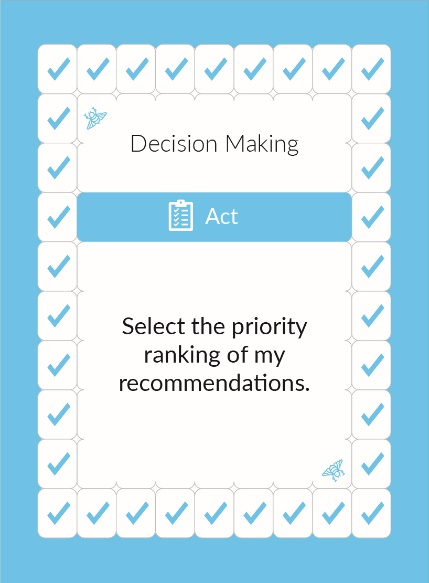 Decision Making
Act
Select the priority
ranking of my
recommendations.